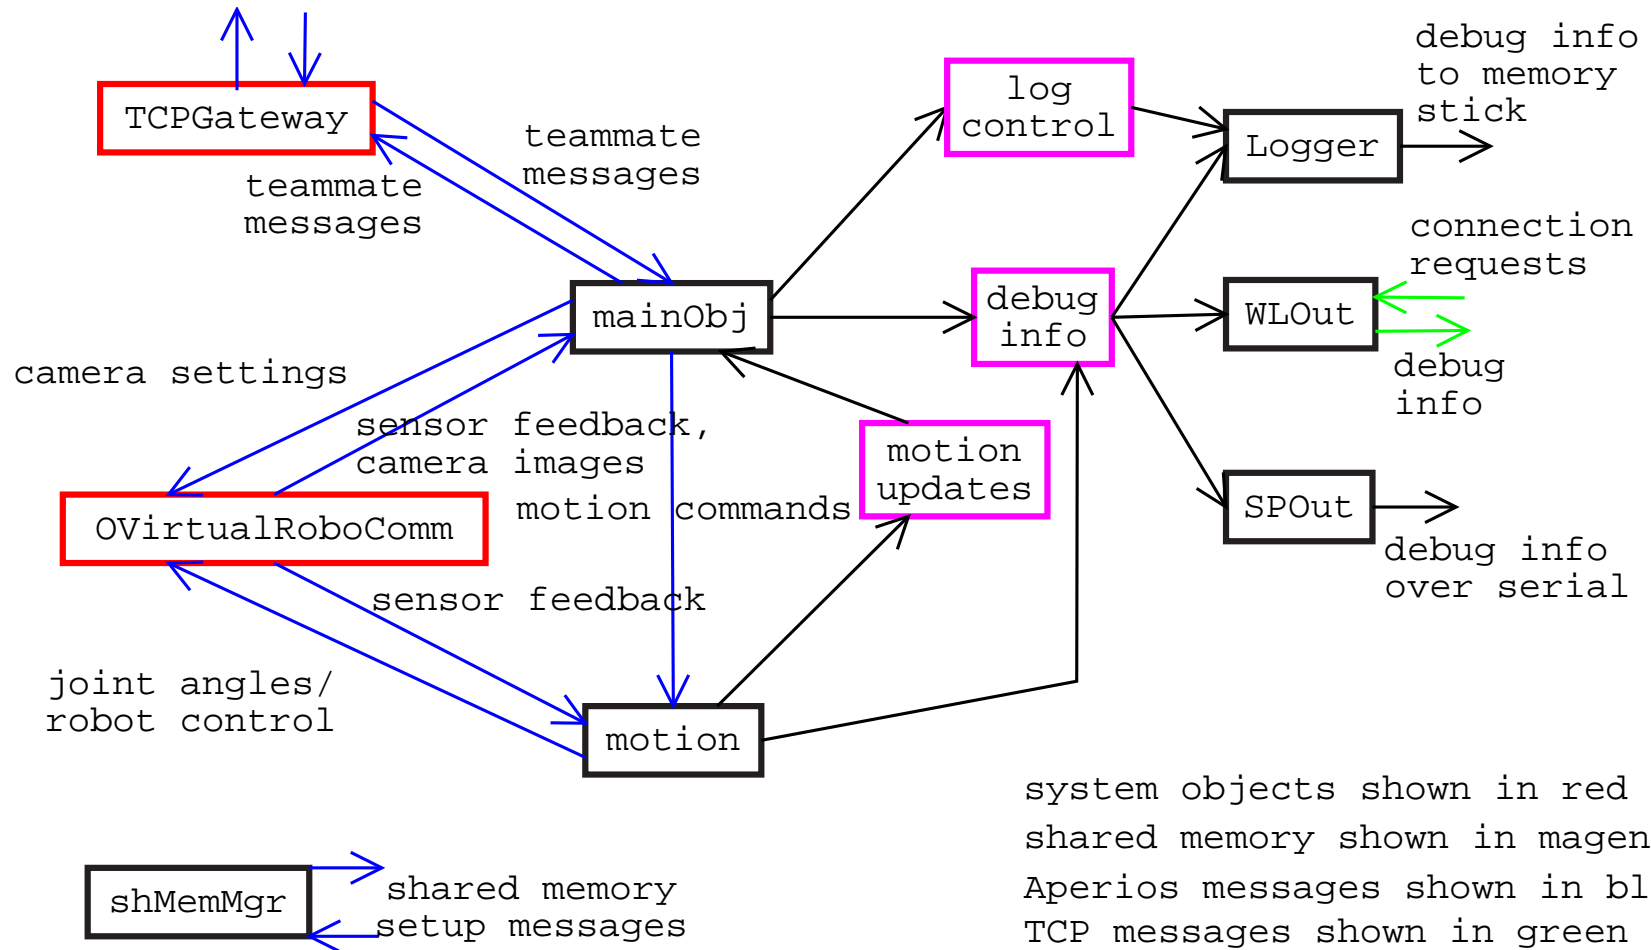 debug info
to memory
stick
log
control
TCPGateway
Logger
teammate
messages
teammate
messages
connection
requests
debug
info
mainObj
WLOut
camera settings
debug
info
sensor feedback,
camera images
motion
updates
motion commands
SPOut
OVirtualRoboComm
debug info
over serial
sensor feedback
joint angles/
robot control
motion
system objects shown in red
shared memory shown in magen
Aperios messages shown in bl
TCP messages shown in green
shMemMgr
shared memory
setup messages